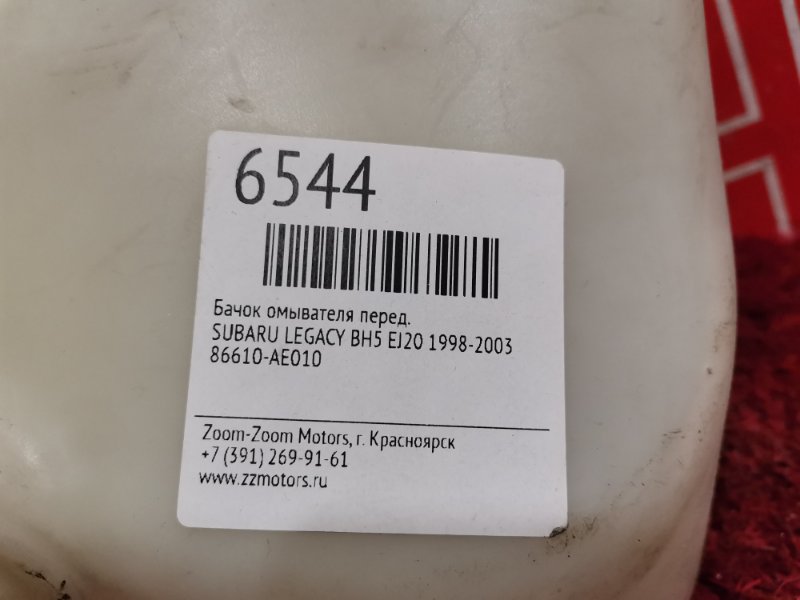 6544
Бачок омывателя перед.
SUBARU LEGACY BH5 EJ20 1998-2003
86610-AE010
Zoom-Zoom Motors, г. Красноярск
+7 (391) 269-91-61
www.zzmotors.ru